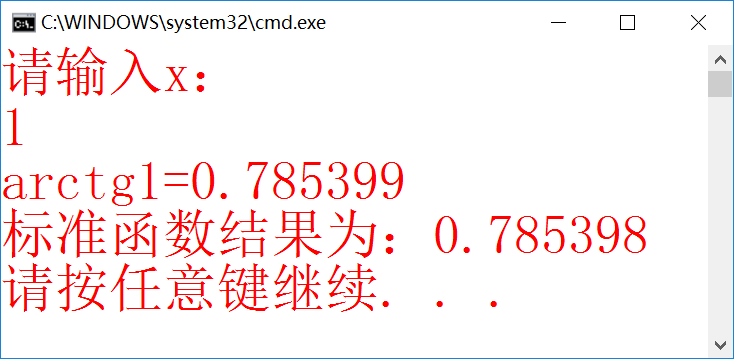 C:\WINDOWS\system32\cmd.exe
请输入x:
1
arctg1=0.785399
标准函数结果为：0.785398
请按任意键继续. . .